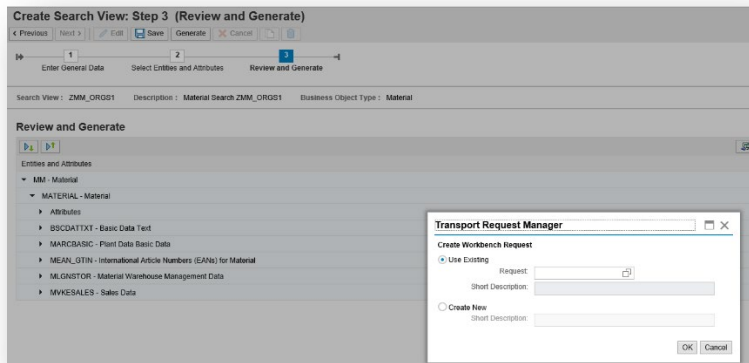 Create Search View: Step 3 (Review and Generate)
< Previous Next > Edit Save Generate Cancel
1 2 3
Enter General Data Select Entities and Attributes Review and Generate
Search View : ZMM_ORGS1 Description : Material Search ZMM_ORGS1 Business Object Type : Material
Review and Generate
Entities and Attributes
MM - Material
MATERIAL - Material
Attributes
BSCDATTXT - Basic Data Text
MARCBASIC - Plant Data Basic Data
MEAN_GTIN - International Article Numbers (EANs) for Material
MLGNSTOR - Material Warehouse Management Data
MVKESALES - Sales Data
Transport Request Manager
Create Workbench Request
Use Existing
Request:
Short Description:
Create New
Short Description:
OK Cancel